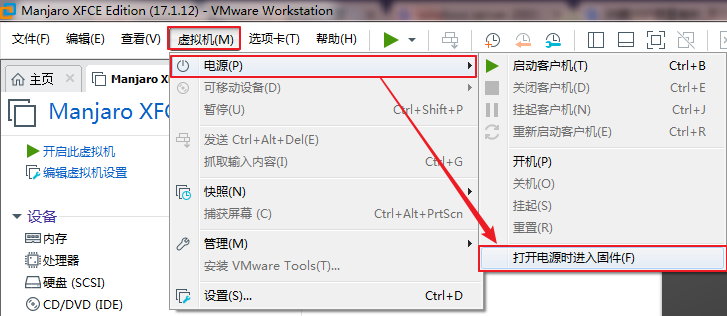 Manjaro XFCE Edition (17.1.12) - VMware Workstation
文件(F) 编辑(E) 查看(V) 虚拟机(M) 选项卡(T) 帮助(H)
主页
Manjaro XF
Manjaro XF
开启此虚拟机
编辑虚拟机设置
设备
内存
处理器
硬盘 (SCSI)
CD/DVD (IDE)
电源(P)
可移动设备(D)
暂停(U) Ctrl+Shift+P
发送 Ctrl+Alt+Del(E)
抓取输入内容(I) Ctrl+G
快照(N)
捕获屏幕 (C) Ctrl+Alt+PrtScn
管理(M)
安装 VMware Tools(T)...
设置(S)... Ctrl+D
启动客户机(T) Ctrl+B
关闭客户机(D) Ctrl+E
挂起客户机(N) Ctrl+J
重新启动客户机(E) Ctrl+R
开机(P)
关机(O)
挂起(S)
重置(R)
打开电源时进入固件(F)